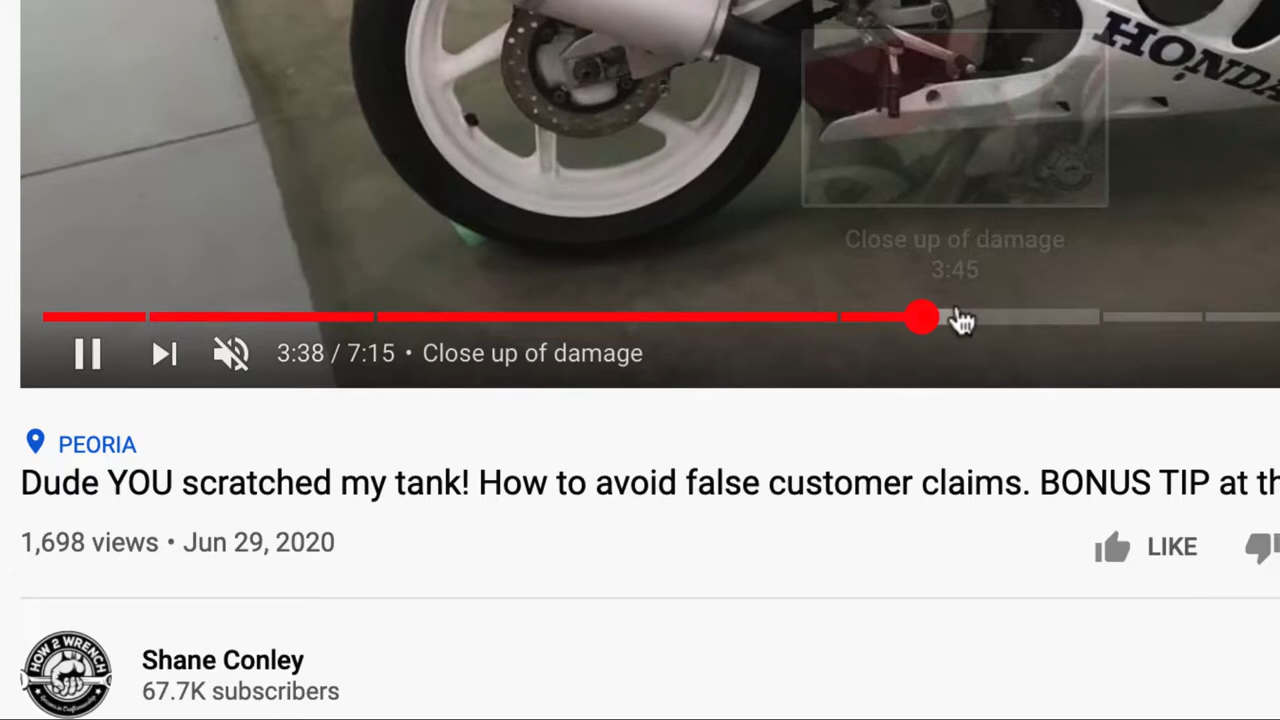 HONDA
Close up of damage
3:45
3:38 / 7:15 • Close up of damage
PEORIA
Dude YOU scratched my tank! How to avoid false customer claims. BONUS TIP at th
1,698 views • Jun 29, 2020
LIKE
HOW 2 WRENCH
Shane Conley
67.7K subscribers